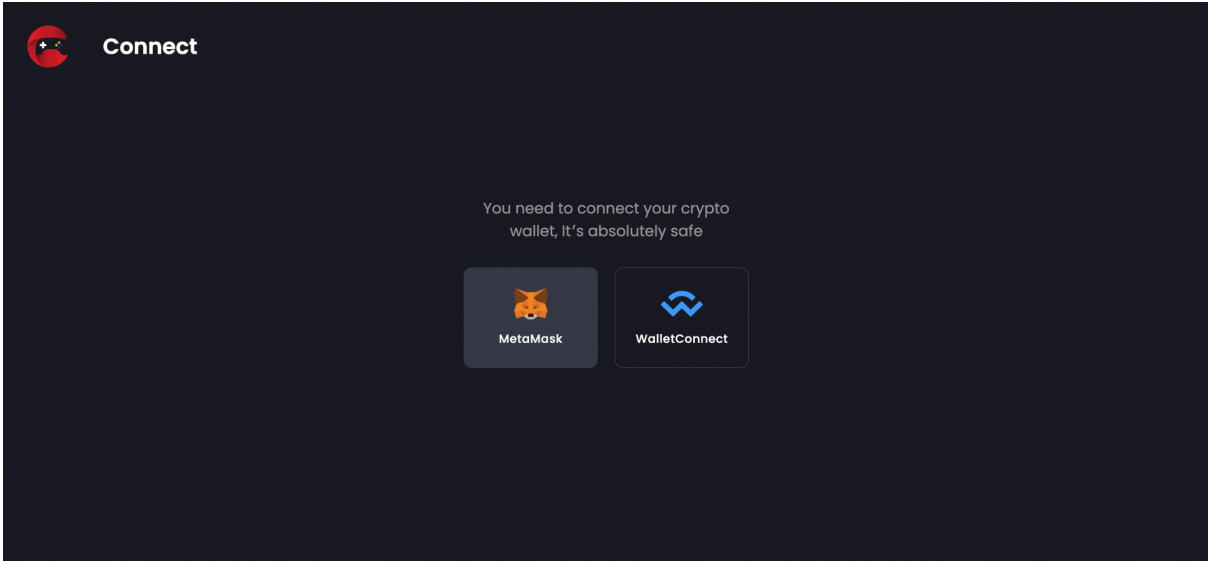 Connect
You need to connect your crypto
wallet, It's absolutely safe
MetaMask
WalletConnect